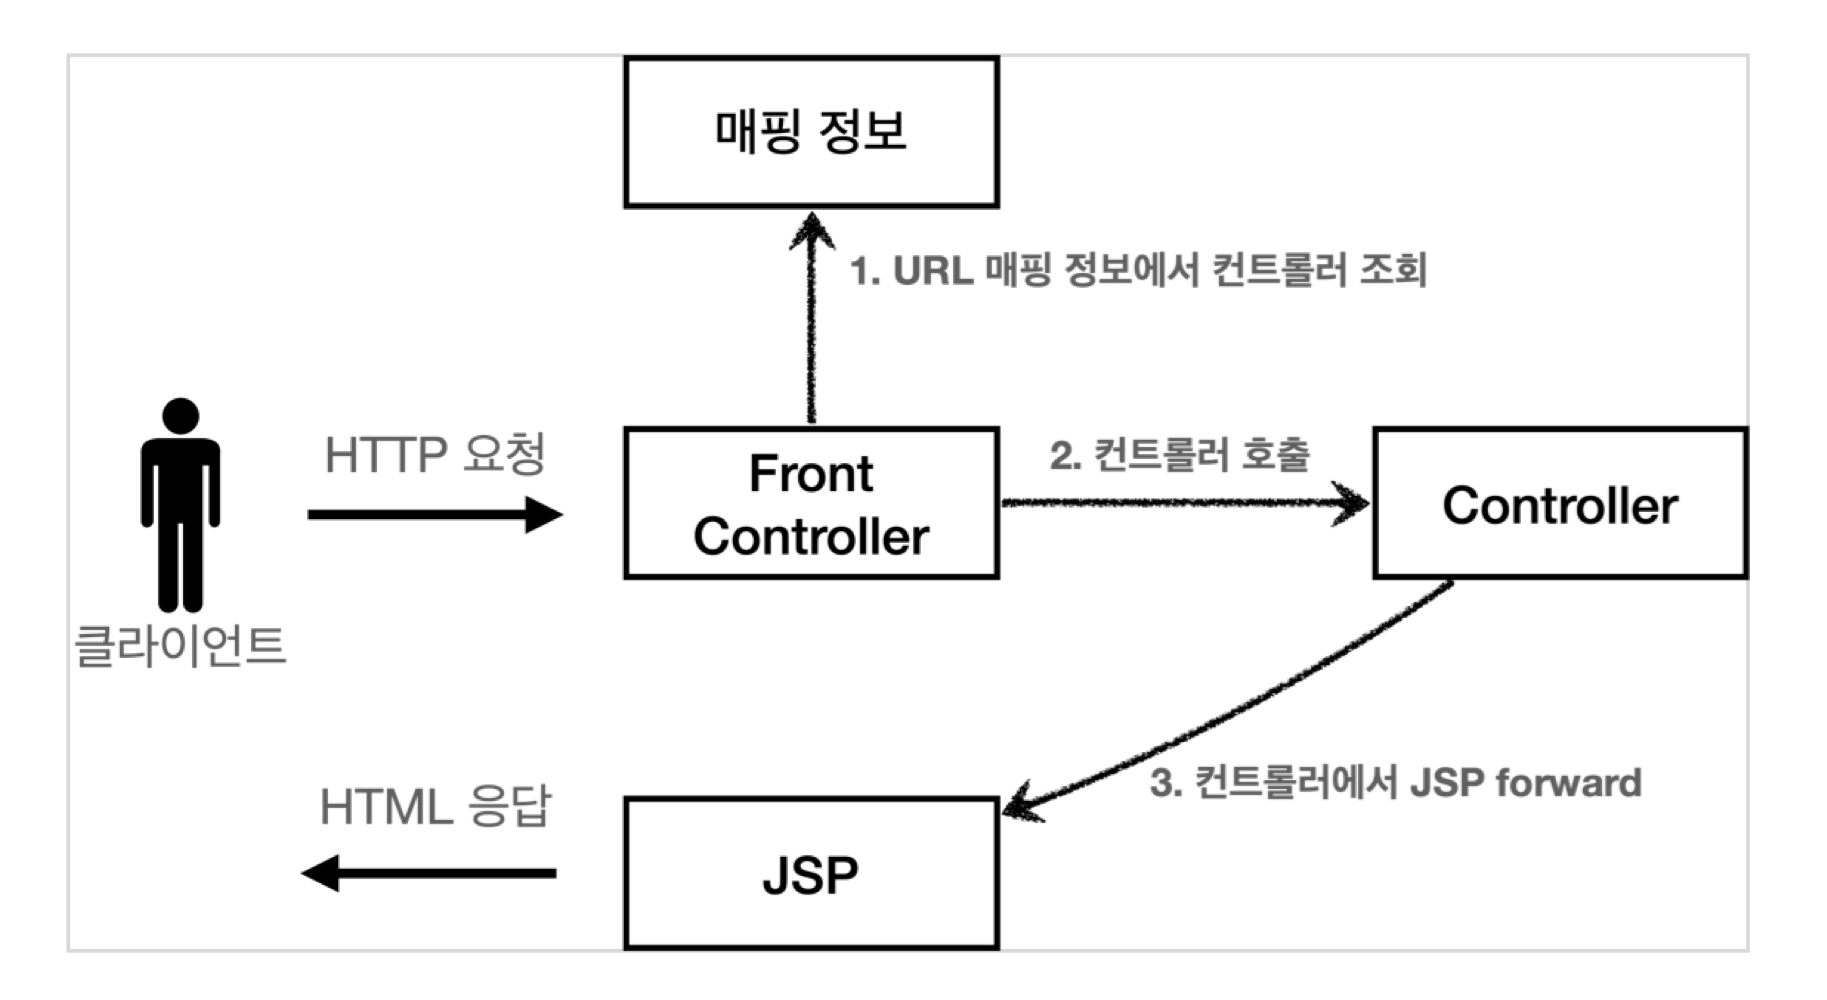 매핑 정보
1. URL 매핑 정보에서 컨트롤러 조회
HTTP 요청
Front
Controller
2. 컨트롤러 호출
Controller
클라이언트
3. 컨트롤러에서 JSP forward
HTML 응답
JSP